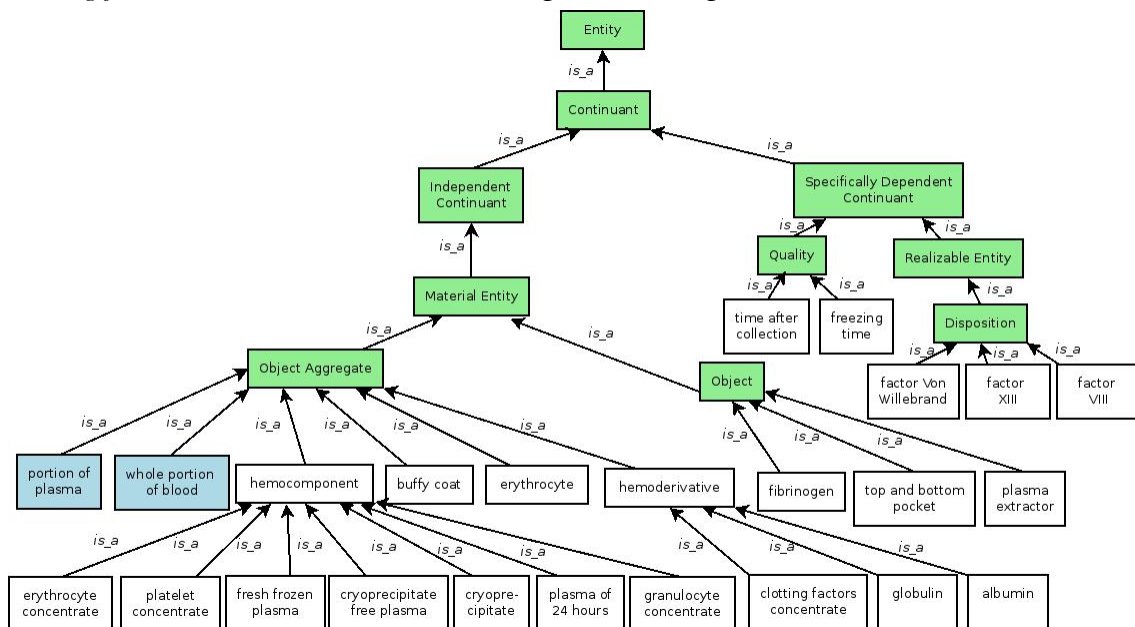 Entity
is_a
Continuant
is_a
is_a
Independent
Continuant
Specifically Dependent
Continuant
is_a
is_a
is_a
Quality
Realizable Entity
is_a
is_a
is_a
Material Entity
time after
collection
freezing
time
Disposition
is_a
is_a
is_a
is_a
is_a
Object Aggregate
Object
factor Von
Willebrand
factor
XIII
factor
VIII
is_a
is_a
is_a
is_a
is_a
is_a
is_a
is_a
is_a
portion of
plasma
whole portion
of blood
hemocomponent
buffy coat
erythrocyte
hemoderivative
fibrinogen
top and bottom
pocket
plasma
extractor
is_a
is_a
is_a
is_a
is_a
is_a
is_a
is_a
is_a
is_a
erythrocyte
concentrate
platelet
concentrate
fresh frozen
plasma
cryoprecipitate
free plasma
cryopre-
cipitate
plasma of
24 hours
granulocyte
concentrate
clotting factors
concentrate
globulin
albumin